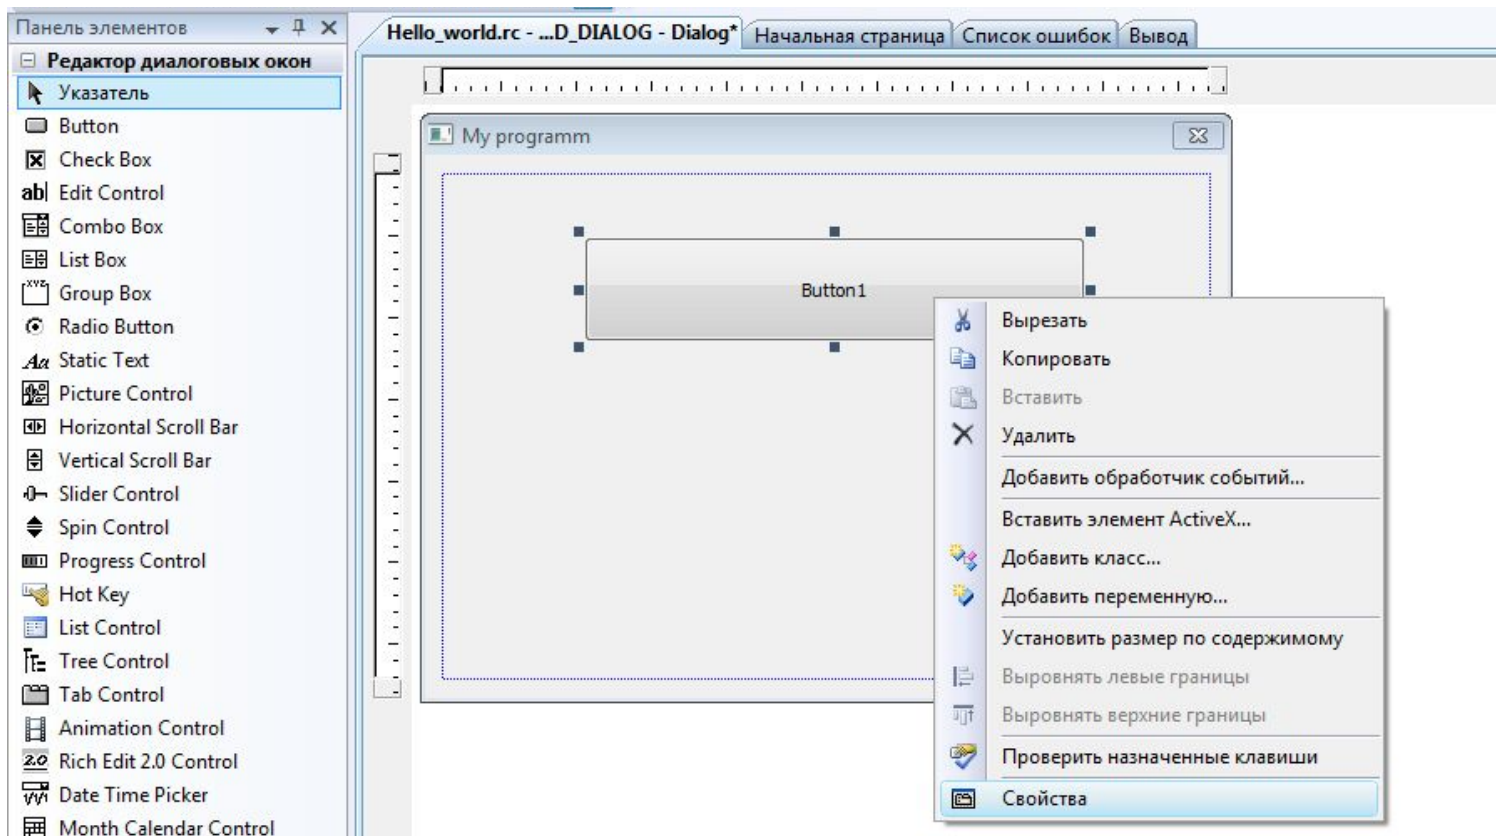 Панель элементов
Редактор диалоговых окон
Указатель
Button
Check Box
Edit Control
Combo Box
List Box
Group Box
Radio Button
Static Text
Picture Control
Horizontal Scroll Bar
Vertical Scroll Bar
Slider Control
Spin Control
Progress Control
Hot Key
List Control
Tree Control
Tab Control
Animation Control
Rich Edit 2.0 Control
Date Time Picker
Month Calendar Control
Hello_world.rc - ...D_DIALOG - Dialog*
Начальная страница
Список ошибок
Вывод
My programm
Button1
Вырезать
Копировать
Вставить
Удалить
Добавить обработчик событий...
Вставить элемент ActiveX...
Добавить класс...
Добавить переменную...
Установить размер по содержимому
Выровнять левые границы
Выровнять верхние границы
Проверить назначенные клавиши
Свойства